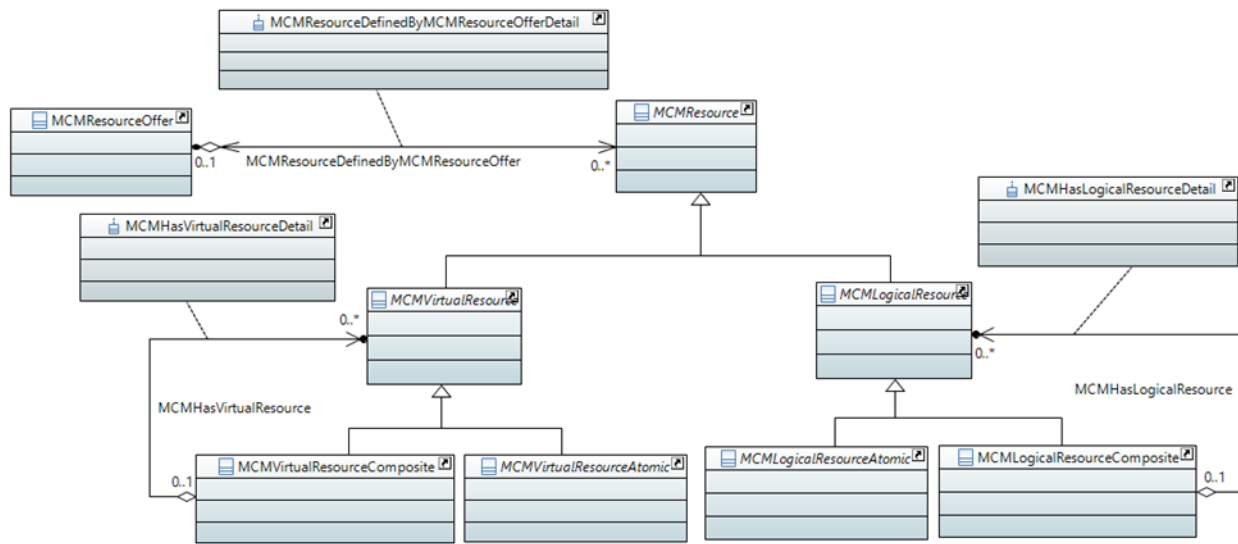 MCMResourceDefinedByMCMResourceOfferDetail
MCMResourceOffer
MCMResource
0..1
MCMResourceDefinedByMCMResourceOffer
0..*
MCMHasLogicalResourceDetail
MCMHasVirtualResourceDetail
MCMVirtualResource
MCMLogicalResource
0..*
0..*
MCMHasLogicalResource
MCMHasVirtualResource
MCMVirtualResourceComposite
MCMVirtualResourceAtomic
MCMLogicalResourceAtomic
MCMLogicalResourceComposite
0..1
0..1